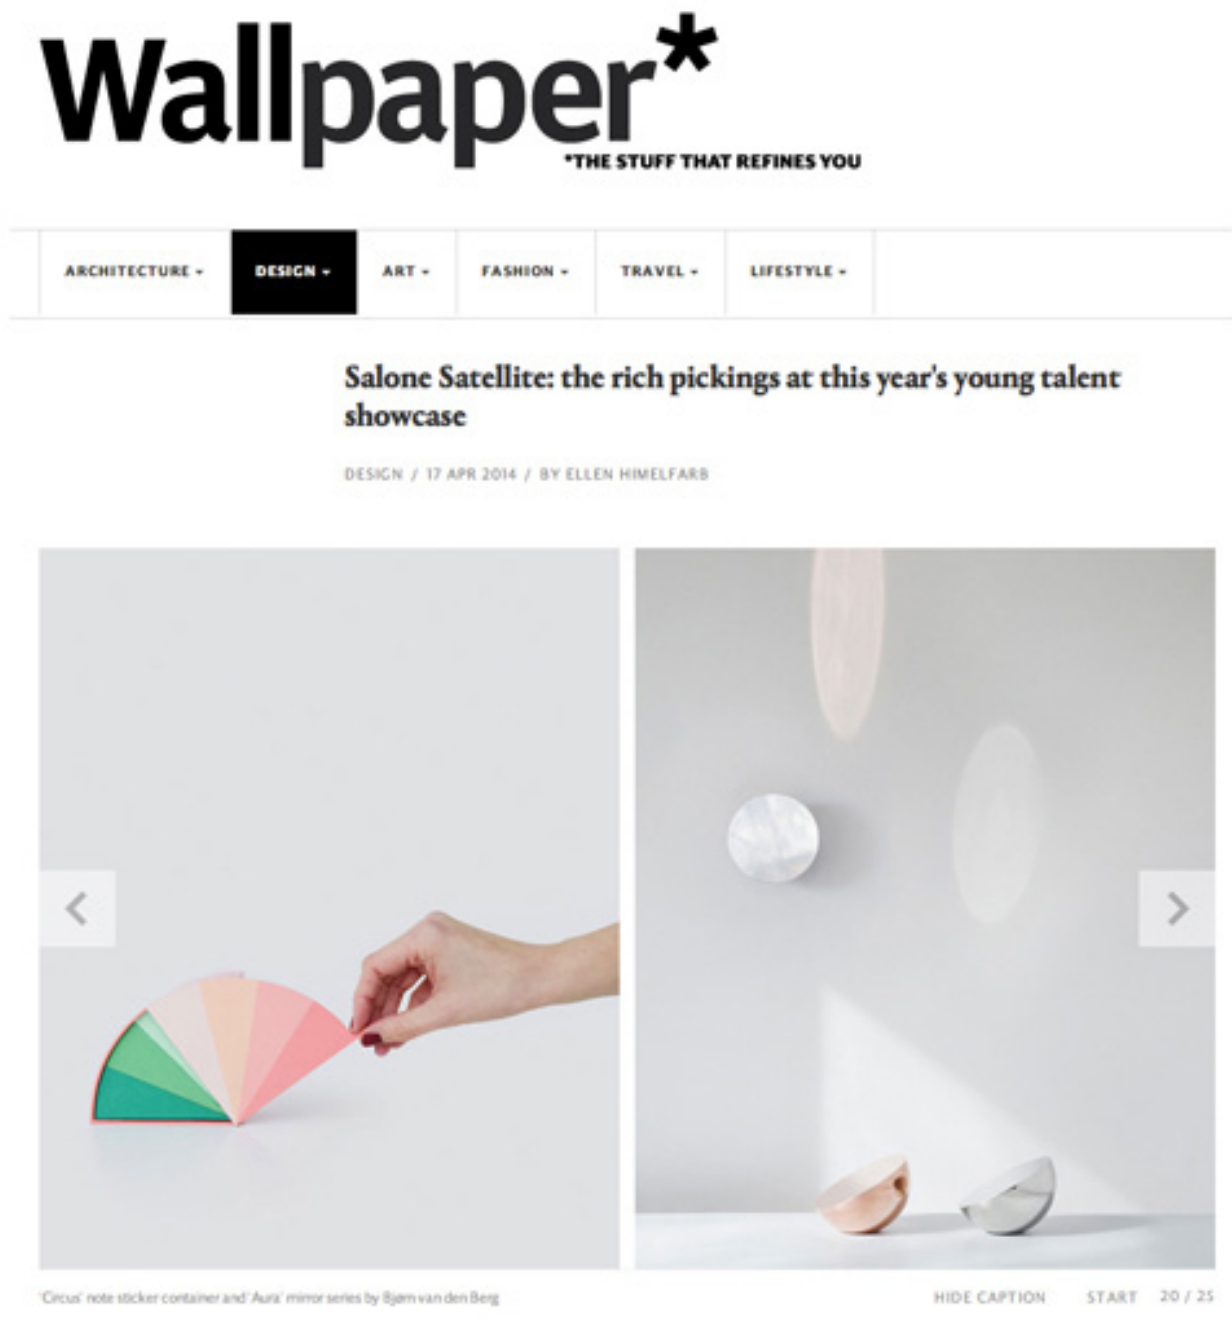 Wallpaper*
*THE STUFF THAT REFINES YOU
ARCHITECTURE DESIGN ART FASHION TRAVEL LIFESTYLE
Salone Satellite: the rich pickings at this year's young talent
showcase
DESIGN / 17 APR 2014 / BY ELLEN HIMELFARB
'Circus' note sticker container and 'Aura' mirror series by Bjørn van den Berg
HIDE CAPTION START 20 / 25